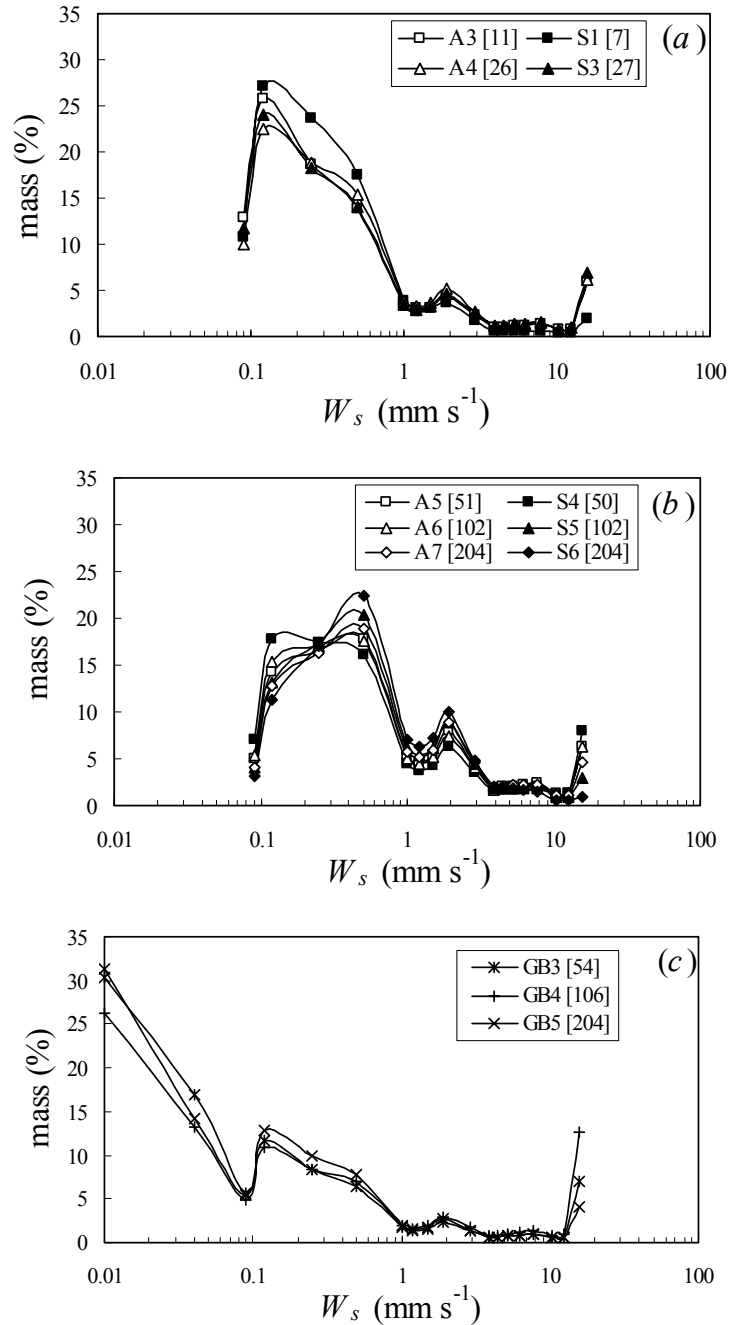 A3 [11] S1 [7] (a)
A4 [26] S3 [27]
35
30
25
20
15
10
5
0
mass (%)
0.01 0.1 1 10 100
W_s (mm s^-1)
A5 [51] S4 [50] (b)
A6 [102] S5 [102]
A7 [204] S6 [204]
35
30
25
20
15
10
5
0
mass (%)
0.01 0.1 1 10 100
W_s (mm s^-1)
GB3 [54] (c)
GB4 [106]
GB5 [204]
35
30
25
20
15
10
5
0
mass (%)
0.01 0.1 1 10 100
W_s (mm s^-1)